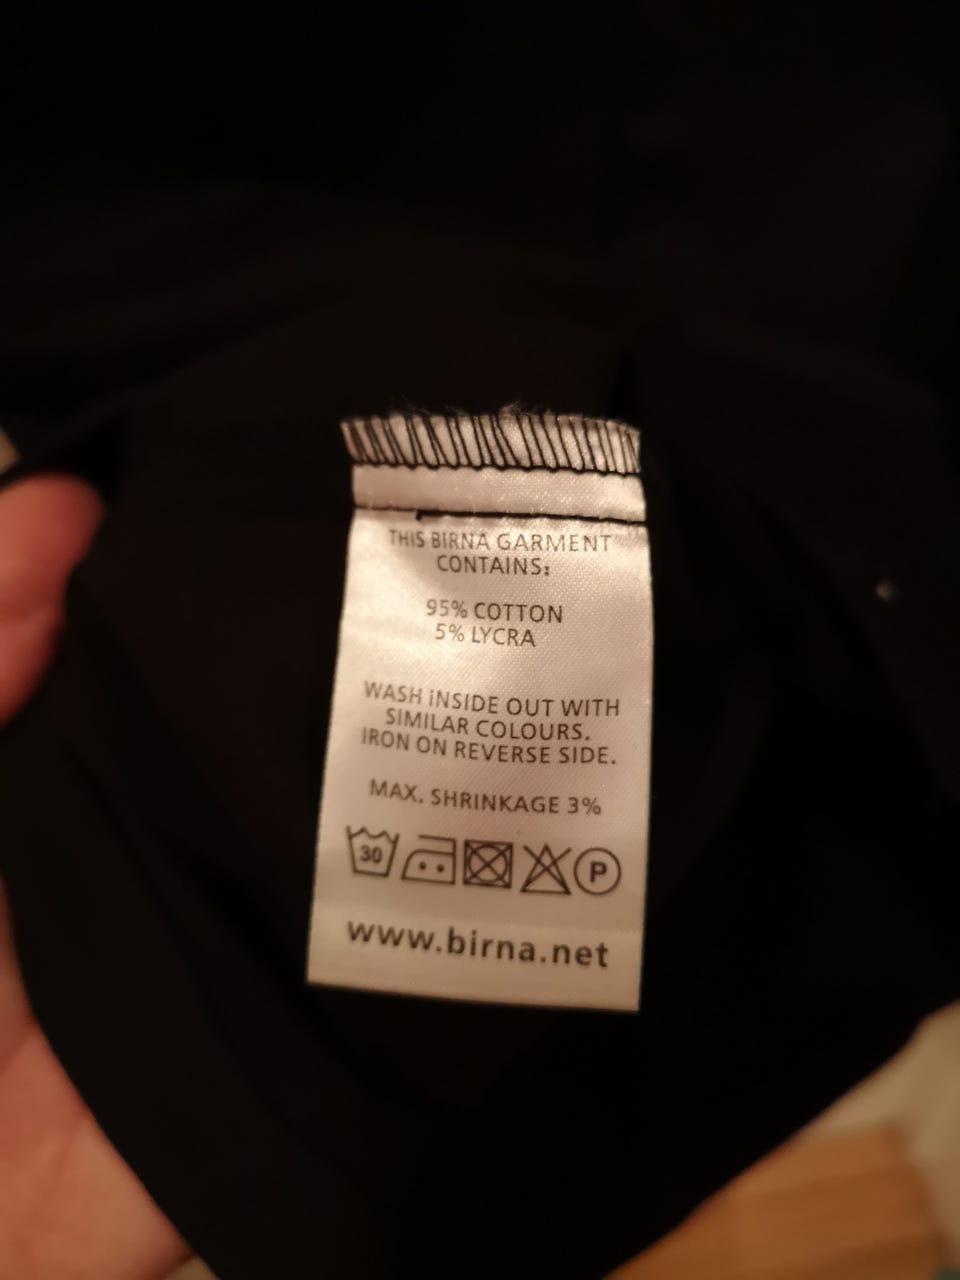 THIS BIRNA GARMENT
CONTAINS:
95% COTTON
5% LYCRA
WASH INSIDE OUT WITH
SIMILAR COLOURS.
IRON ON REVERSE SIDE.
MAX. SHRINKAGE 3%
30 P
www.birna.net